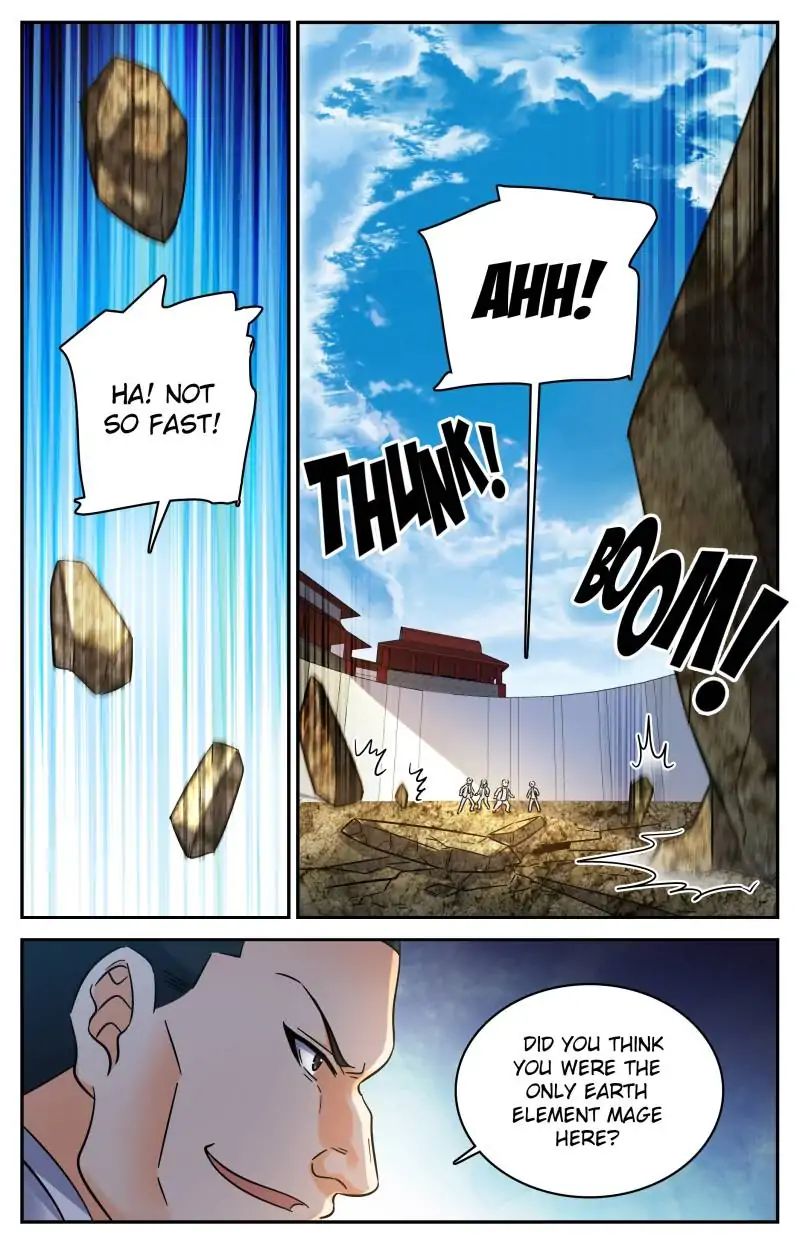 HA! NOT
SO FAST!
AHH!
THUNK!
BOOM!
DID YOU THINK
YOU WERE THE
ONLY EARTH
ELEMENT MAGE
HERE?